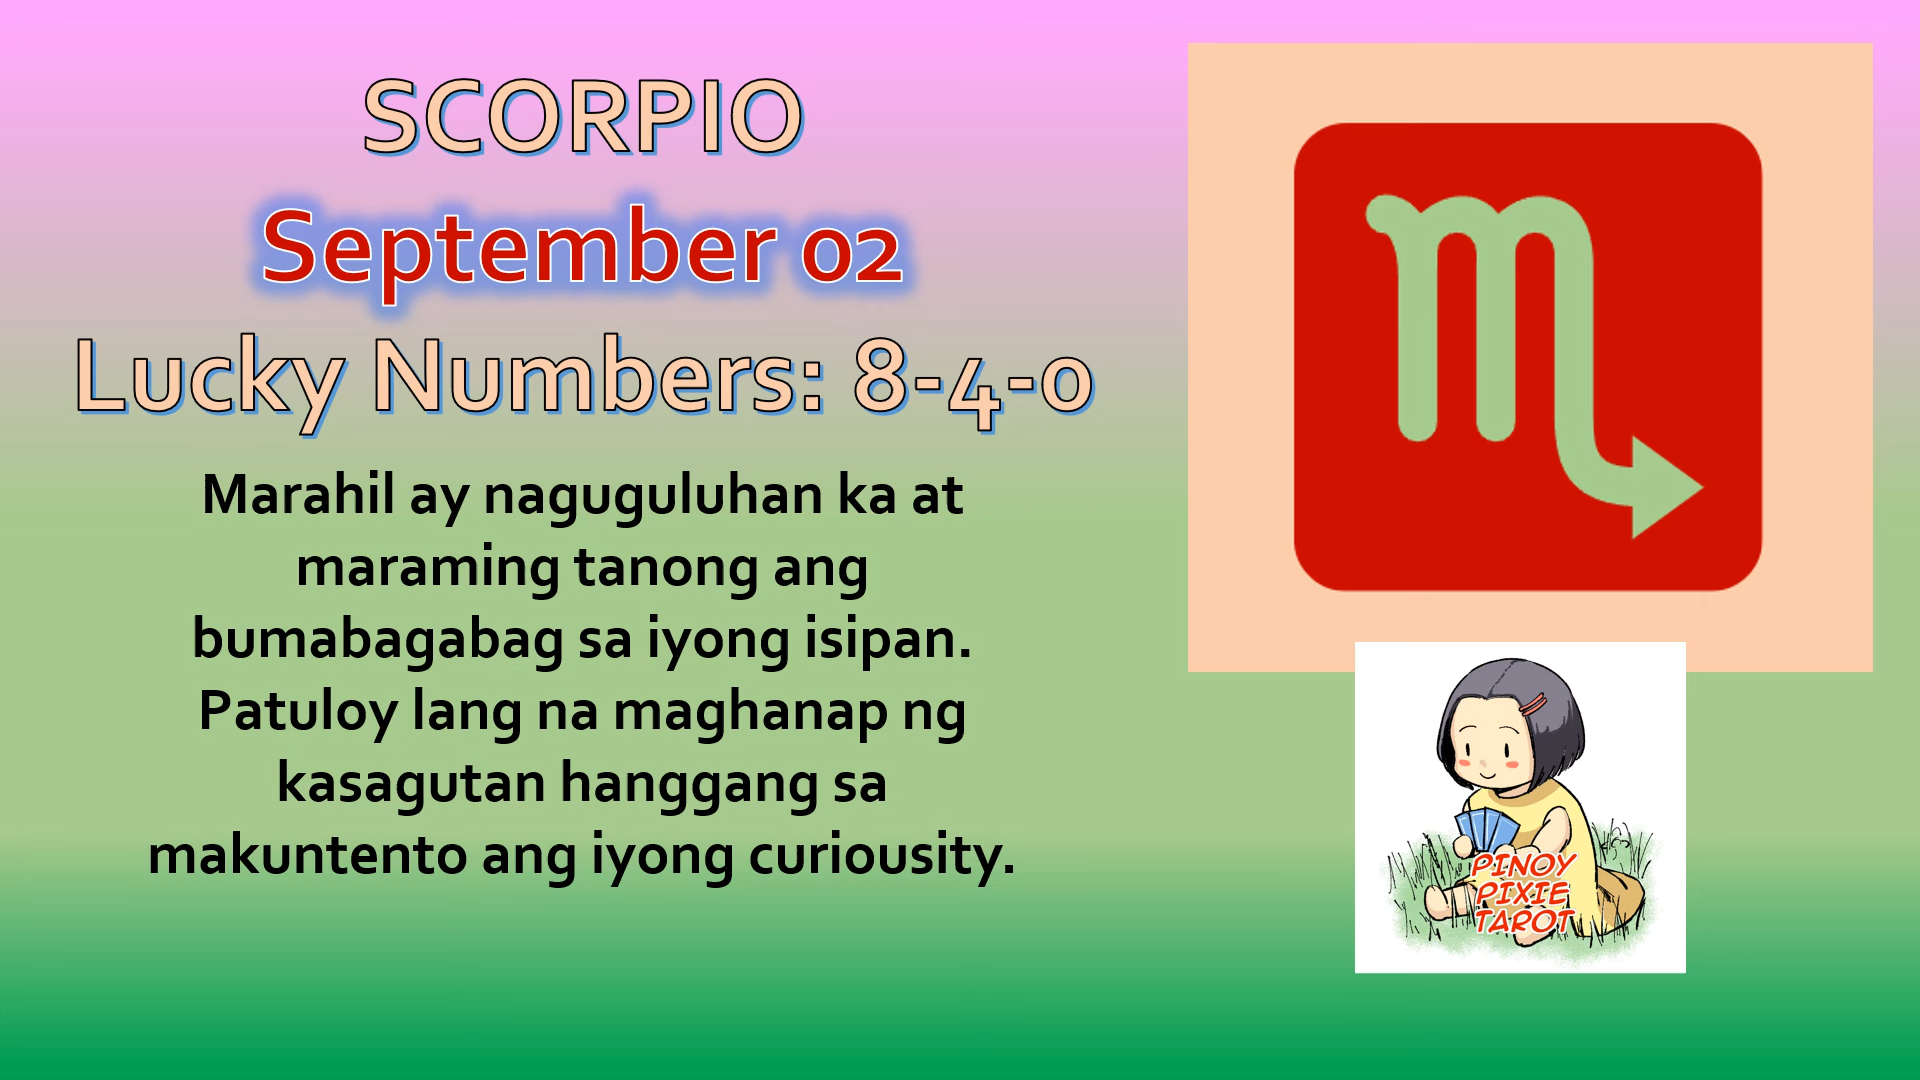 SCORPIO
September 02
Lucky Numbers: 8-4-0
Marahil ay naguguluhan ka at
maraming tanong ang
bumabagabag sa iyong isipan.
Patuloy lang na maghanap ng
kasagutan hanggang sa
makuntento ang iyong curiousity.
PINOY
PIXIE
TAROT